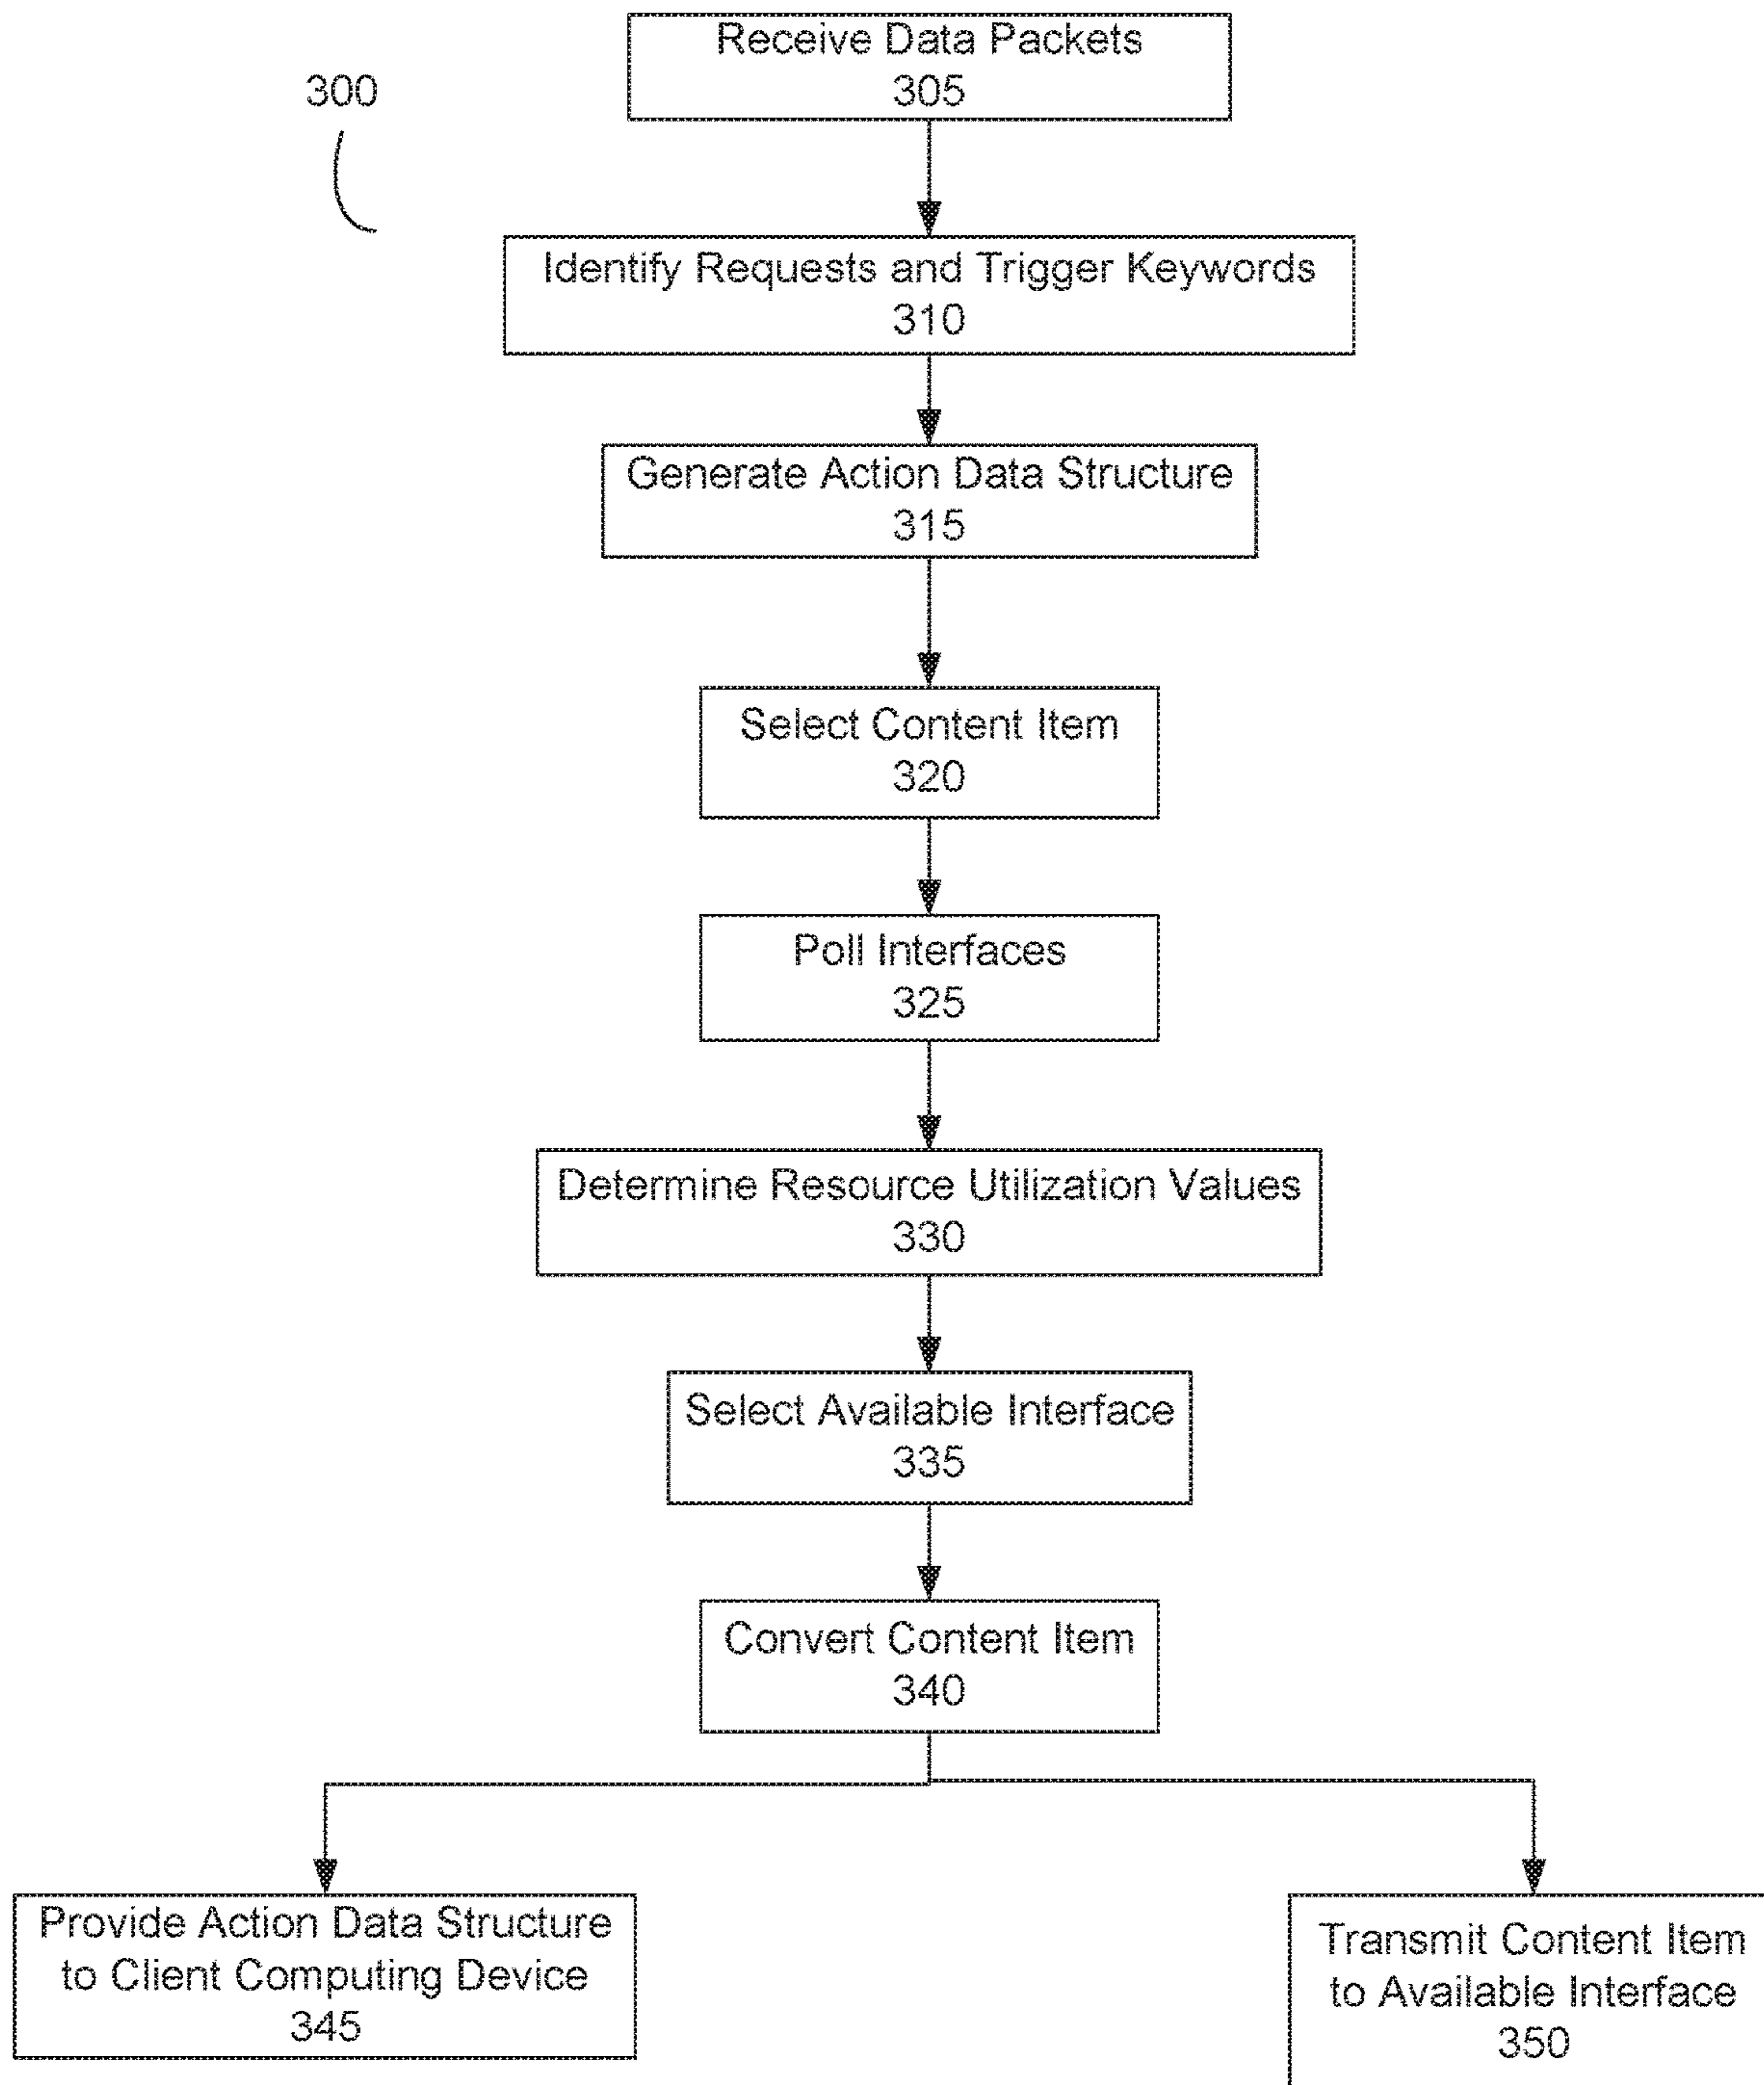 Receive Data Packets
305
300
Identify Requests and Trigger Keywords
310
Generate Action Data Structure
315
Select Content Item
320
Poll Interfaces
325
Determine Resource Utilization Values
330
Select Available Interface
335
Convert Content Item
340
Provide Action Data Structure
to Client Computing Device
345
Transmit Content Item
to Available Interface
350